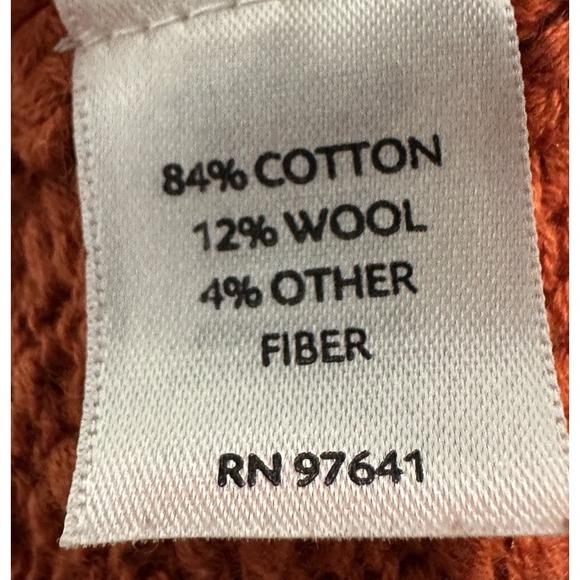 84% COTTON
12% WOOL
4% OTHER
FIBER
RN 97641